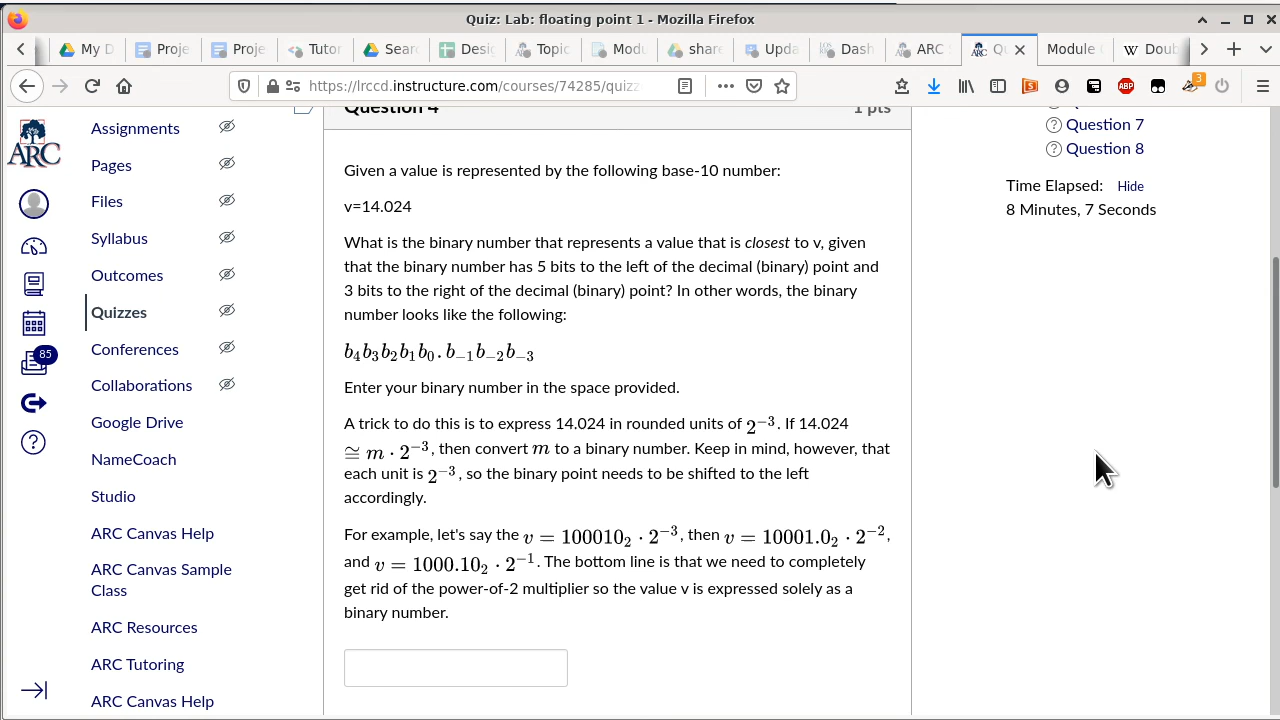 Quiz: Lab: floating point 1 - Mozilla Firefox
My D
Proje
Proje
Tutor
Sear
Desi
Topic
Mod
share
Upda
Dash
ARC
Qu
Module
W Doub
https://lrccd.instructure.com/courses/74285/quizz
ABP
3
ARC
85
Assignments
Pages
Files
Syllabus
Outcomes
Quizzes
Conferences
Collaborations
Google Drive
NameCoach
Studio
ARC Canvas Help
ARC Canvas Sample
Class
ARC Resources
ARC Tutoring
ARC Canvas Help
Question 4 1 pts
Given a value is represented by the following base-10 number:
v=14.024
What is the binary number that represents a value that is closest to v, given
that the binary number has 5 bits to the left of the decimal (binary) point and
3 bits to the right of the decimal (binary) point? In other words, the binary
number looks like the following:
b₄b₃b₂b₁b₀.b₋₁b₋₂b₋₃
Enter your binary number in the space provided.
A trick to do this is to express 14.024 in rounded units of 2⁻³. If 14.024
≅ m · 2⁻³, then convert m to a binary number. Keep in mind, however, that
each unit is 2⁻³, so the binary point needs to be shifted to the left
accordingly.
For example, let's say the v = 100010₂ · 2⁻³, then v = 10001.0₂ · 2⁻²,
and v = 1000.10₂ · 2⁻¹. The bottom line is that we need to completely
get rid of the power-of-2 multiplier so the value v is expressed solely as a
binary number.
Question 7
Question 8
Time Elapsed: Hide
8 Minutes, 7 Seconds